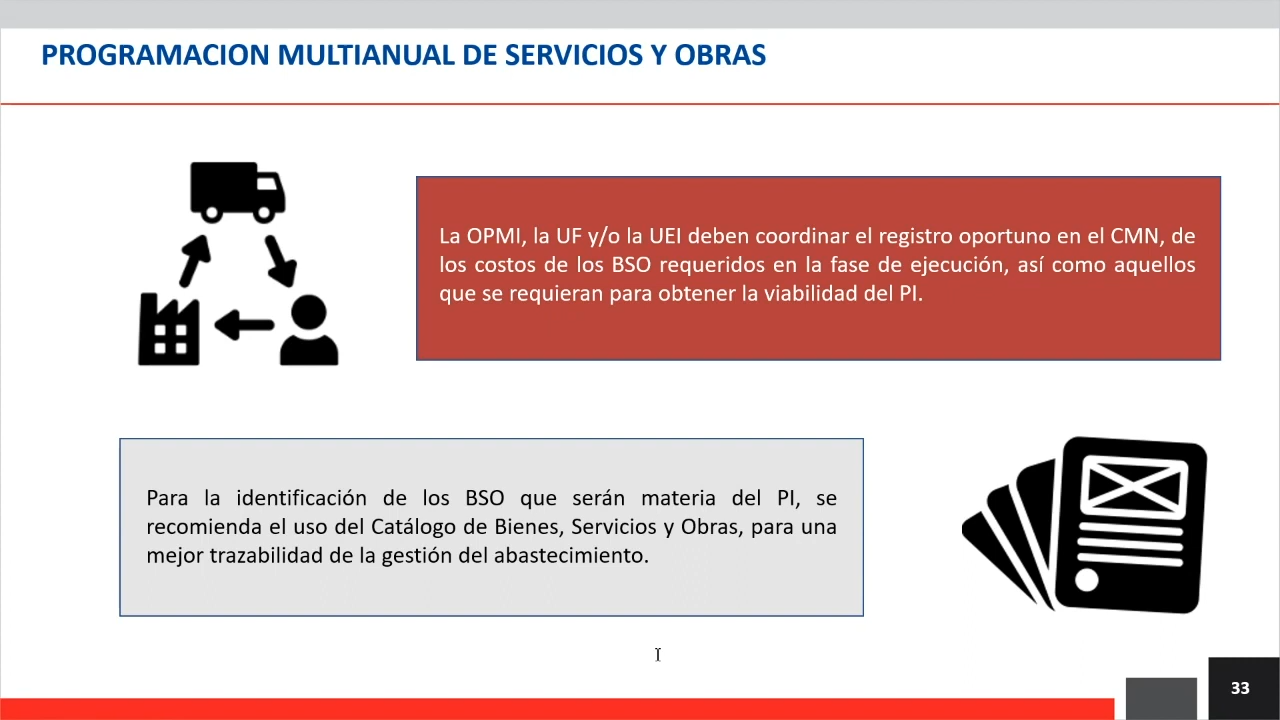 PROGRAMACION MULTIANUAL DE SERVICIOS Y OBRAS
La OPMI, la UF y/o la UEI deben coordinar el registro oportuno en el CMN, de
los costos de los BSO requeridos en la fase de ejecución, así como aquellos
que se requieran para obtener la viabilidad del PI.
Para la identificación de los BSO que serán materia del PI, se
recomienda el uso del Catálogo de Bienes, Servicios y Obras, para una
mejor trazabilidad de la gestión del abastecimiento.
33